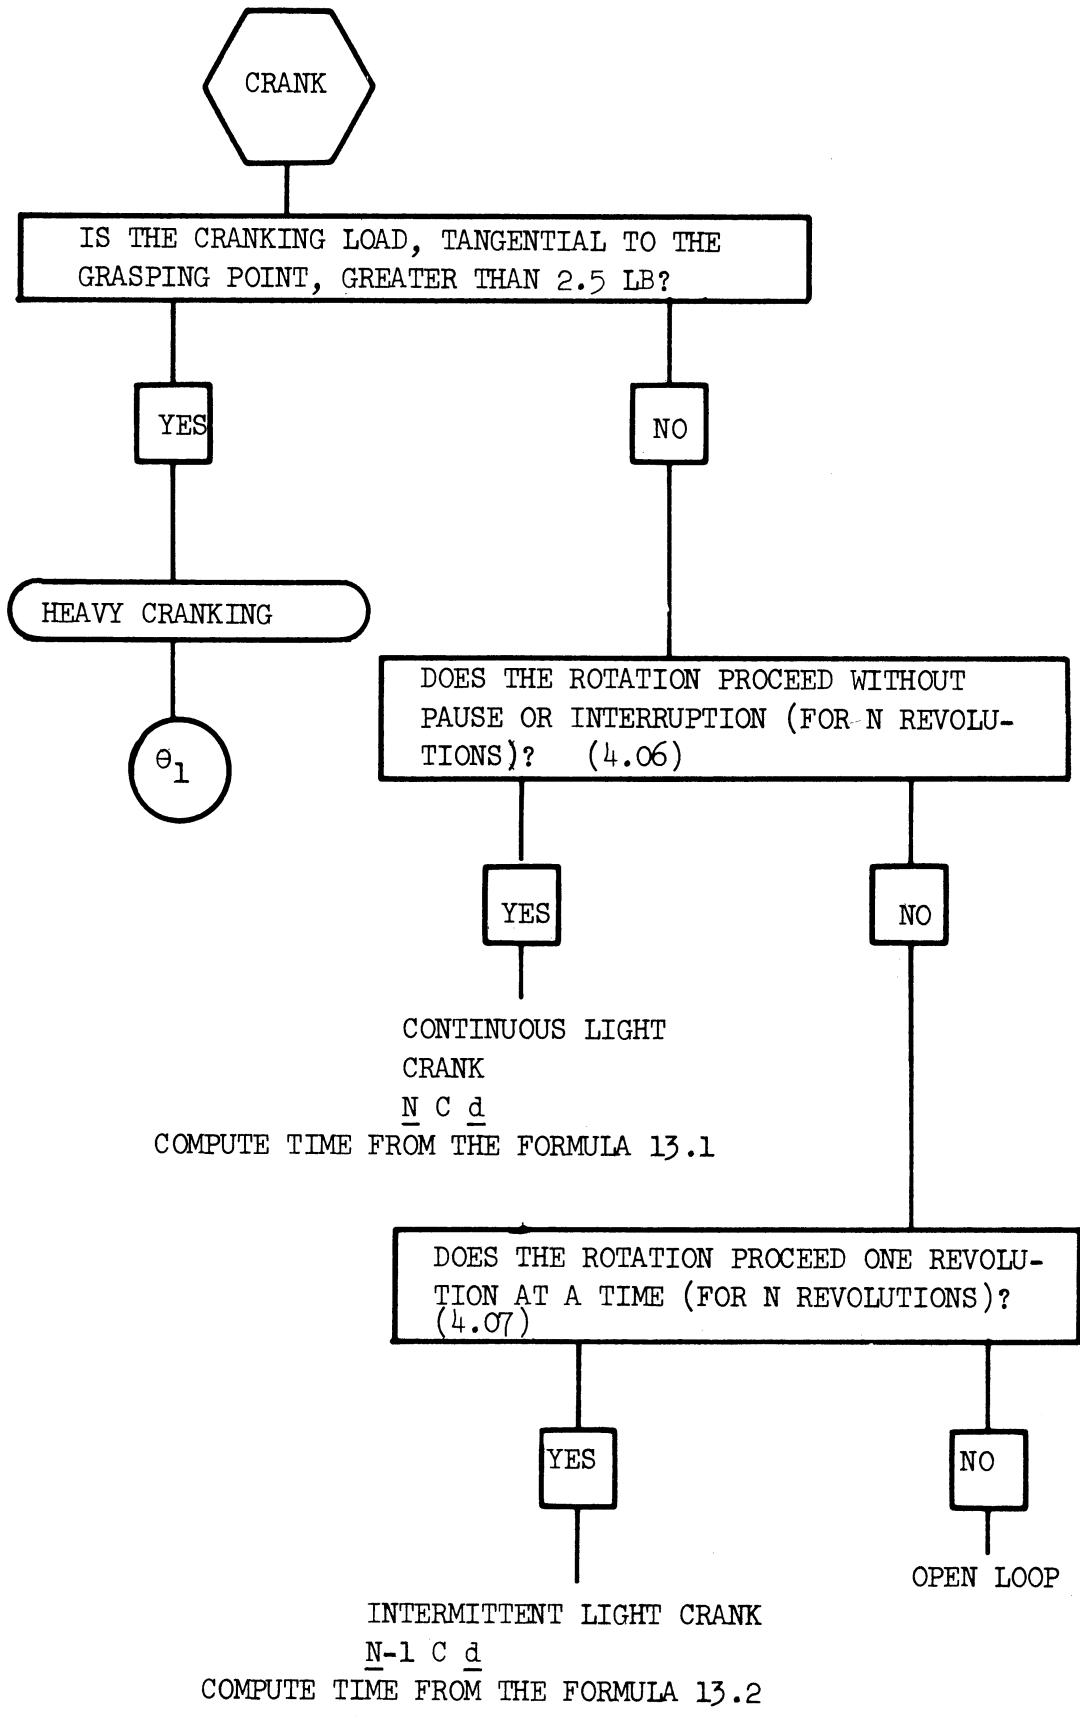 CRANK
IS THE CRANKING LOAD, TANGENTIAL TO THE
GRASPING POINT, GREATER THAN 2.5 LB?
YES
NO
HEAVY CRANKING
θ1
DOES THE ROTATION PROCEED WITHOUT
PAUSE OR INTERRUPTION (FOR N REVOLU-
TIONS)? (4.06)
YES
NO
CONTINUOUS LIGHT
CRANK
N C d
COMPUTE TIME FROM THE FORMULA 13.1
DOES THE ROTATION PROCEED ONE REVOLU-
TION AT A TIME (FOR N REVOLUTIONS)?
(4.07)
YES
NO
OPEN LOOP
INTERMITTENT LIGHT CRANK
N-1 C d
COMPUTE TIME FROM THE FORMULA 13.2